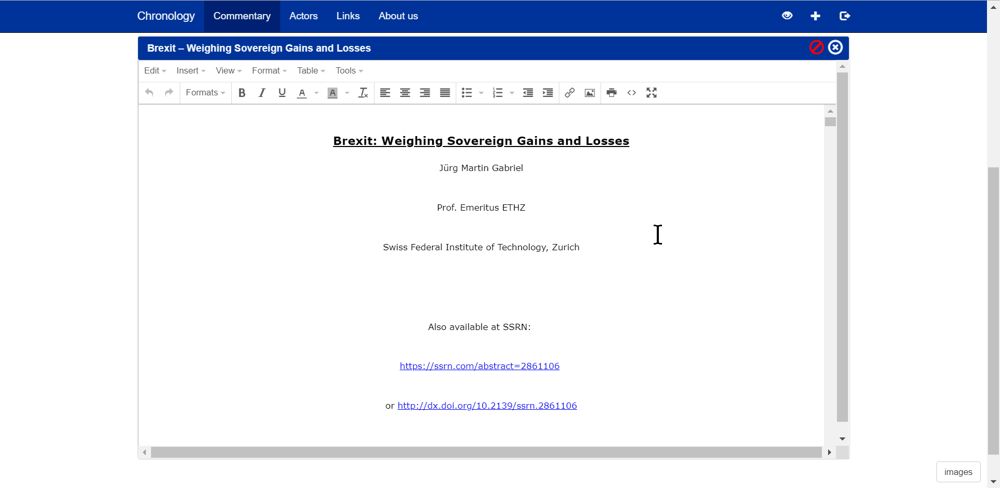 Chronology Commentary Actors Links About us
Brexit – Weighing Sovereign Gains and Losses
Edit Insert View Format Table Tools
Formats B I U A A
Brexit: Weighing Sovereign Gains and Losses
Jürg Martin Gabriel
Prof. Emeritus ETHZ
Swiss Federal Institute of Technology, Zurich
Also available at SSRN:
https://ssrn.com/abstract=2861106
or http://dx.doi.org/10.2139/ssrn.2861106
images